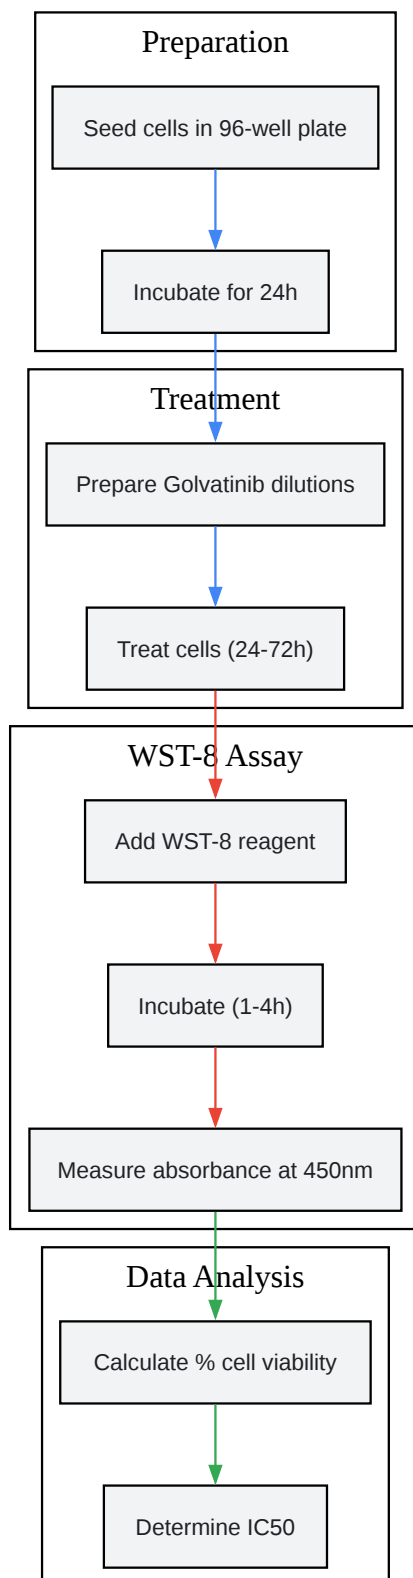 Preparation
Seed cells in 96-well plate
Incubate for 24h
Treatment
Prepare Golvatinib dilutions
Treat cells (24-72h)
WST-8 Assay
Add WST-8 reagent
Incubate (1-4h)
Measure absorbance at 450nm
Data Analysis
Calculate % cell viability
Determine IC50